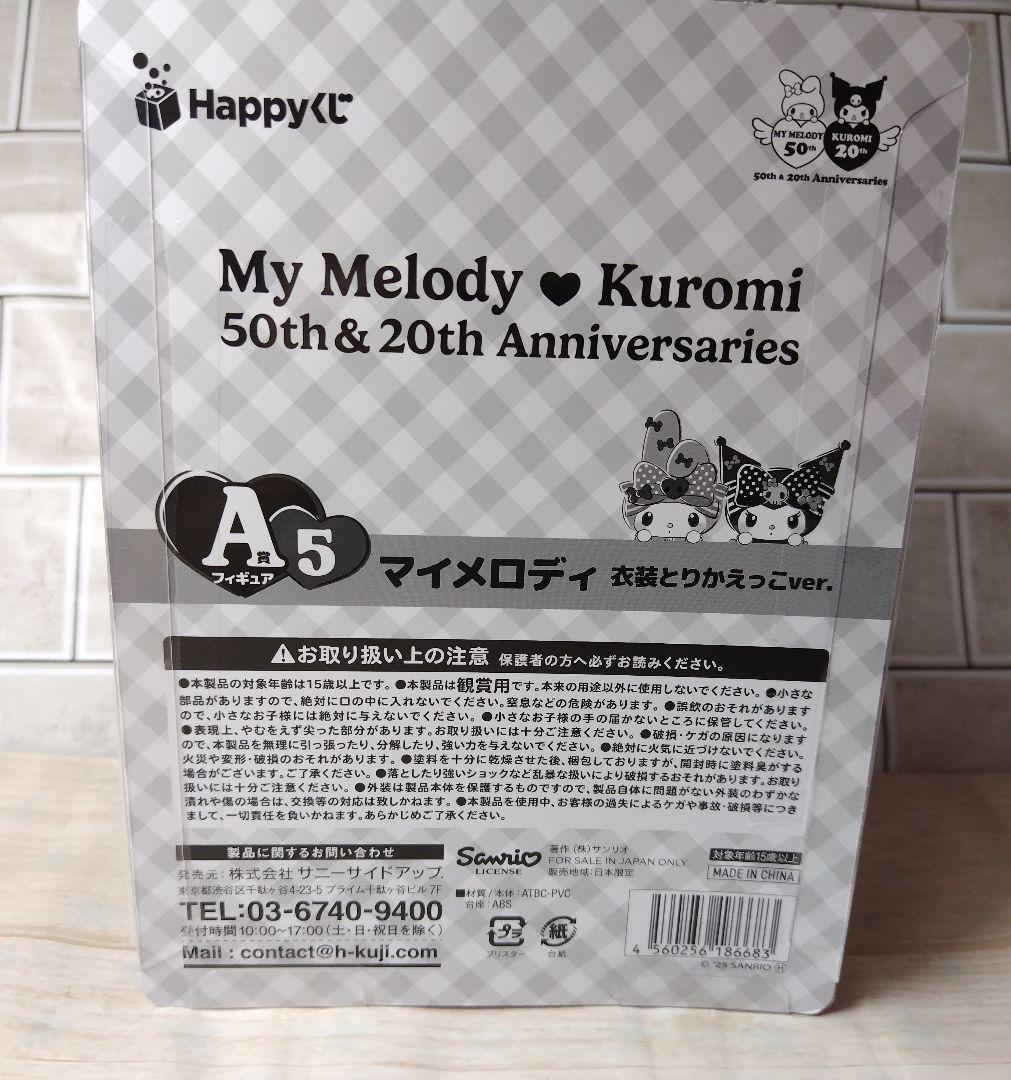 Happyくじ
MY MELODY 50th
KUROMI 20th
50th & 20th Anniversaries
My Melody ♥ Kuromi
50th & 20th Anniversaries
A賞
フィギュア
5
マイメロディ 衣装とりかえっこver.
⚠お取り扱い上の注意 保護者の方へ必ずお読みください。
●本製品の対象年齢は15歳以上です。●本製品は観賞用です。本来の用途以外に使用しないでください。●小さな
部品がありますので、絶対に口の中に入れないでください。窒息などの危険があります。●誤飲のおそれがあります
ので、小さなお子様には絶対に与えないでください。●小さなお子様の手の届かないところに保管してください。
●表現上、やむをえず尖った部分があります。お取り扱いには十分ご注意ください。●破損・ケガの原因になります
ので、本製品を無理に引っ張ったり、分解したり、強い力を与えないでください。●絶対に火気に近づけないでください。
火災や変形・破損のおそれがあります。●塗料を十分に乾燥させた後、梱包しておりますが、開封時に塗料臭がする
場合がございます。ご了承ください。●落としたり強いショックなど乱暴な扱いにより破損するおそれがあります。お取り
扱いには十分ご注意ください。●外装は製品本体を保護するものですので、製品自体に問題がない外装のわずかな
潰れや傷の場合は、交換等の対応は致しかねます。●本製品を使用中、お客様の過失によるケガや事故・破損等につき
まして、一切責任を負いかねます。あらかじめご了承ください。
製品に関するお問い合わせ
発売元：株式会社 サニーサイドアップ
東京都渋谷区千駄ヶ谷4-23-5 プライム千駄ヶ谷ビル 7F
TEL:03-6740-9400
受付時間 10:00~17:00(土・日・祝日を除く)
Mail : contact@h-kuji.com
Sanrio
LICENSE
著作 (株)サンリオ
FOR SALE IN JAPAN ONLY
販売地域:日本限定
■材質/本体:ATBC-PVC
台座:ABS
プラ
ブリスター
紙
台紙
対象年齢15歳以上
MADE IN CHINA
4 560256 186683
© '25 SANRIO Ⓗ